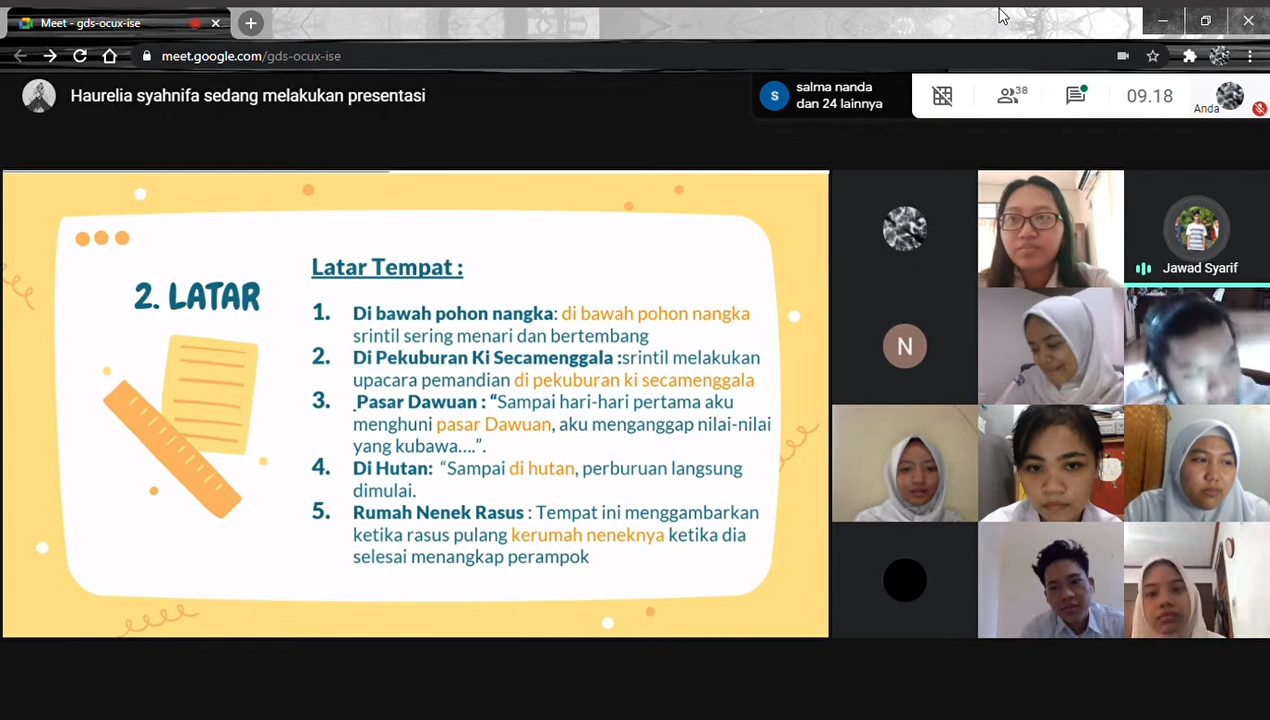 Meet - gds-ocux-ise
meet.google.com/gds-ocux-ise
Haurelia syahnifa sedang melakukan presentasi
S
salma nanda
dan 24 lainnya
38
09.18
Anda
2. LATAR
Latar Tempat :
1. Di bawah pohon nangka: di bawah pohon nangka
srintil sering menari dan bertembang
2. Di Pekuburan Ki Secamenggala :srintil melakukan
upacara pemandian di pekuburan ki secamenggala
3. Pasar Dawuan : “Sampai hari-hari pertama aku
menghuni pasar Dawuan, aku menganggap nilai-nilai
yang kubawa....”.
4. Di Hutan: “Sampai di hutan, perburuan langsung
dimulai.
5. Rumah Nenek Rasus : Tempat ini menggambarkan
ketika rasus pulang kerumah neneknya ketika dia
selesai menangkap perampok
Jawad Syarif
N